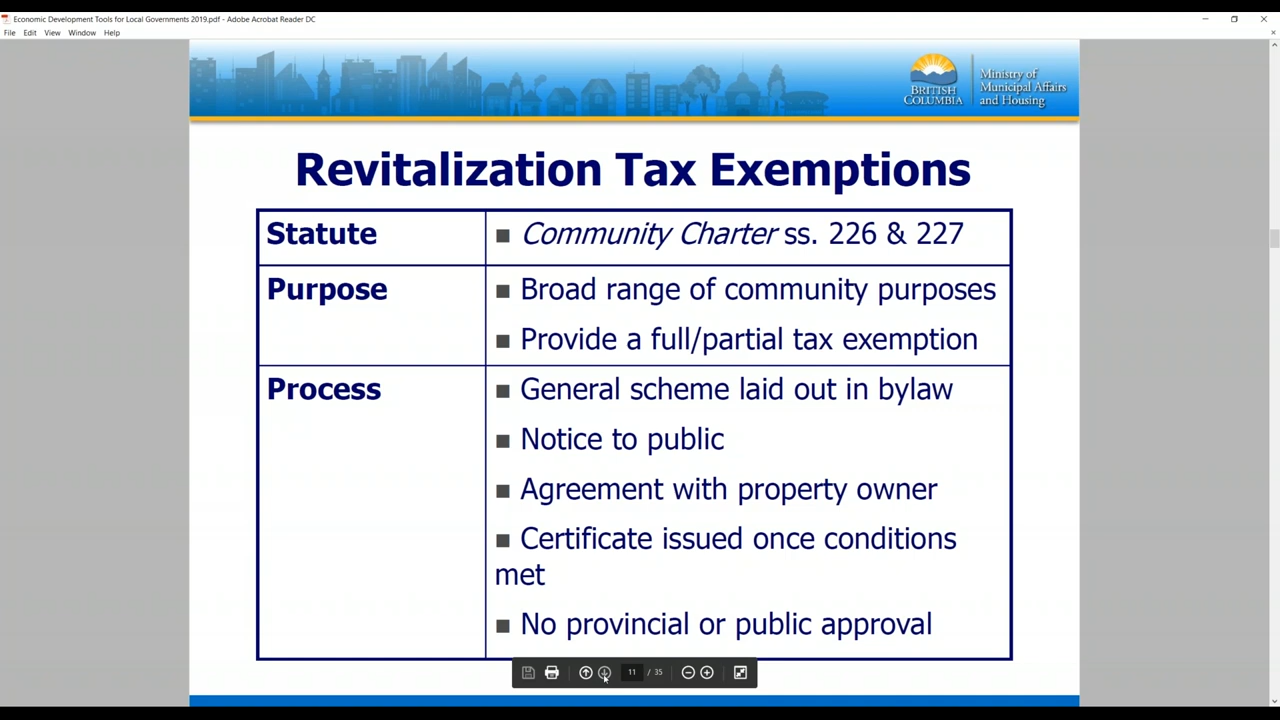 Economic Development Tools for Local Governments 2019.pdf - Adobe Acrobat Reader DC
File Edit View Window Help
BRITISH
COLUMBIA
Ministry of
Municipal Affairs
and Housing
Revitalization Tax Exemptions
Statute
■ Community Charter ss. 226 & 227
Purpose
■ Broad range of community purposes
■ Provide a full/partial tax exemption
Process
■ General scheme laid out in bylaw
■ Notice to public
■ Agreement with property owner
■ Certificate issued once conditions
met
■ No provincial or public approval
11 / 35